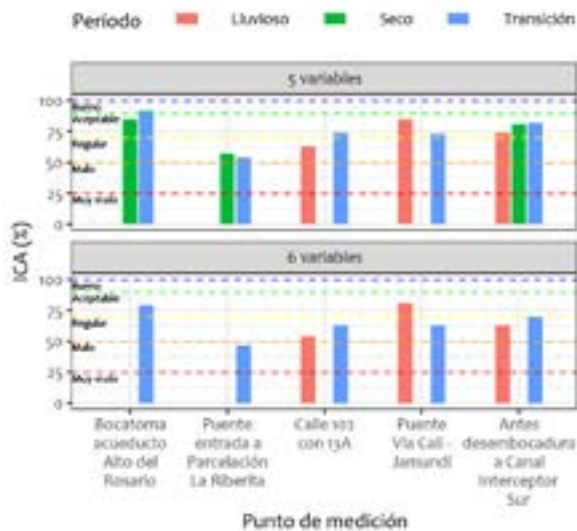 Período Lluvioso Seco Transición
5 variables
100
Bueno
Aceptable
75
Regular
50
Malo
25
Muy malo
0
ICA (%)
6 variables
100
Bueno
Aceptable
75
Regular
50
Malo
25
Muy malo
0
Bocatoma
acueducto
Alto del
Rosario
Puente
entrada a
Parcelación
La Riberita
Calle 102
con 13A
Puente
Vía Cali -
Jamundí
Antes
desembocadura
a Canal
Interceptor
Sur
Punto de medición